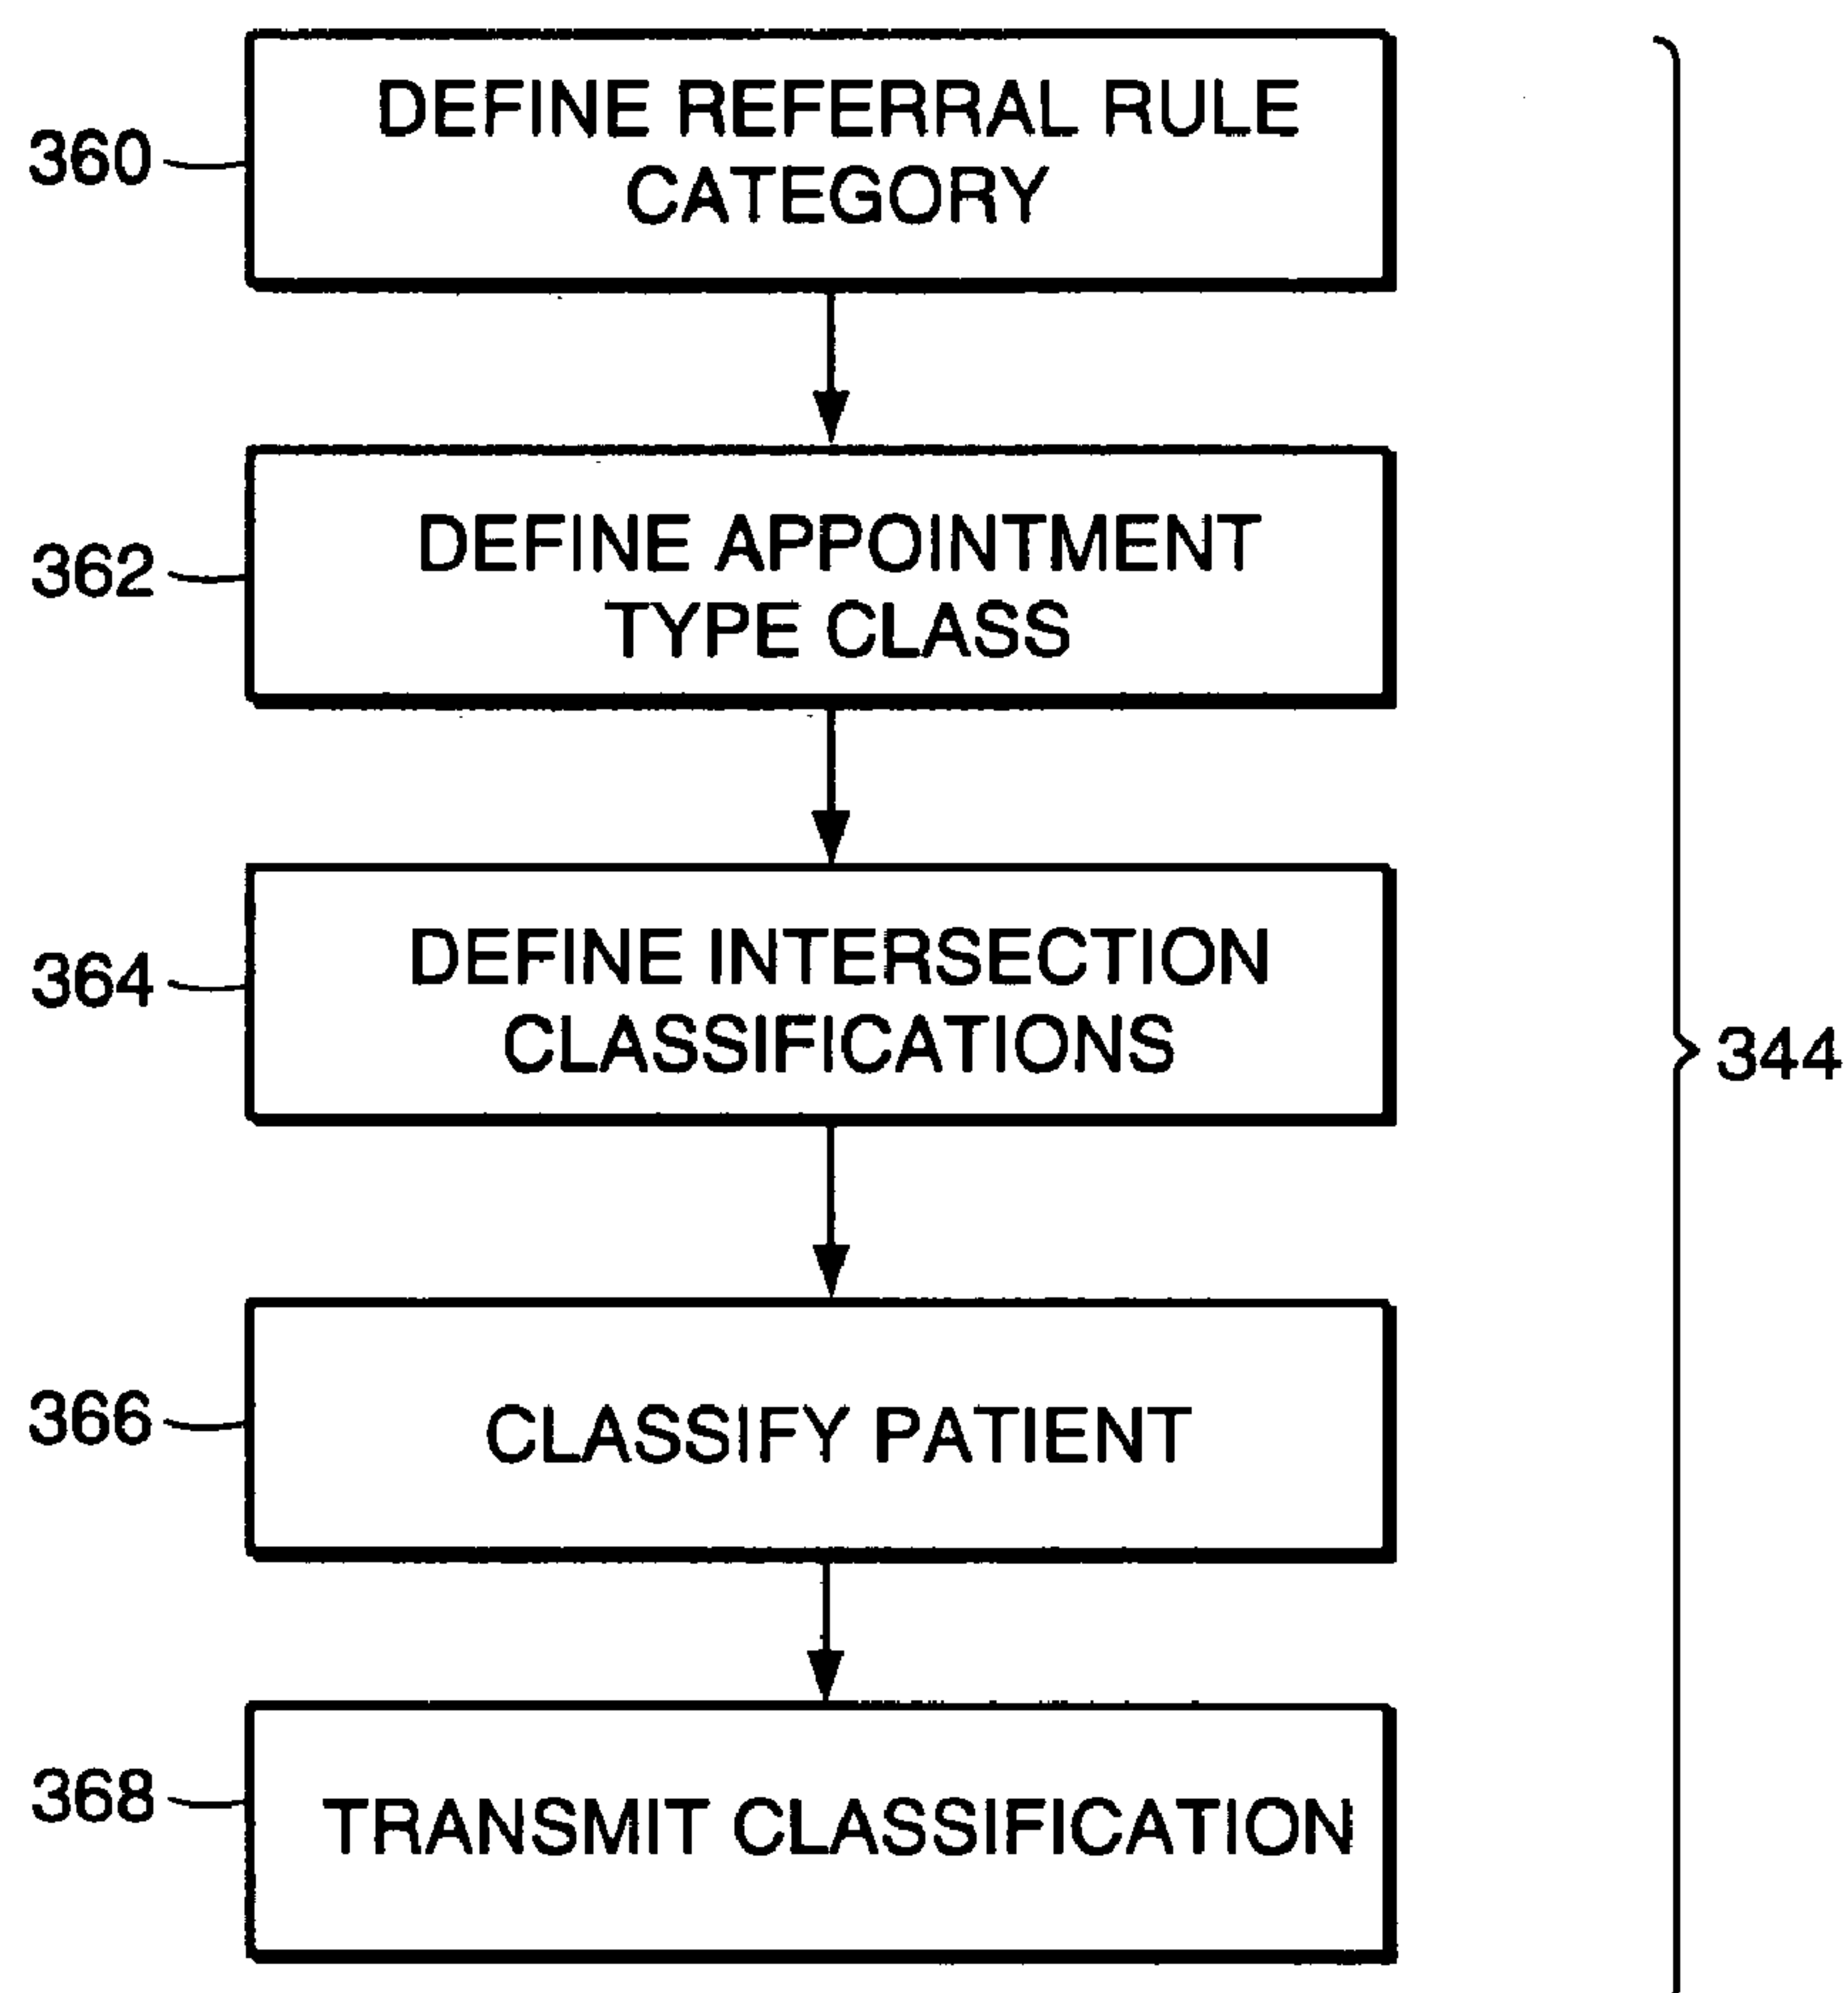 360
DEFINE REFERRAL RULE
CATEGORY
362
DEFINE APPOINTMENT
TYPE CLASS
364
DEFINE INTERSECTION
CLASSIFICATIONS
344
366
CLASSIFY PATIENT
368
TRANSMIT CLASSIFICATION